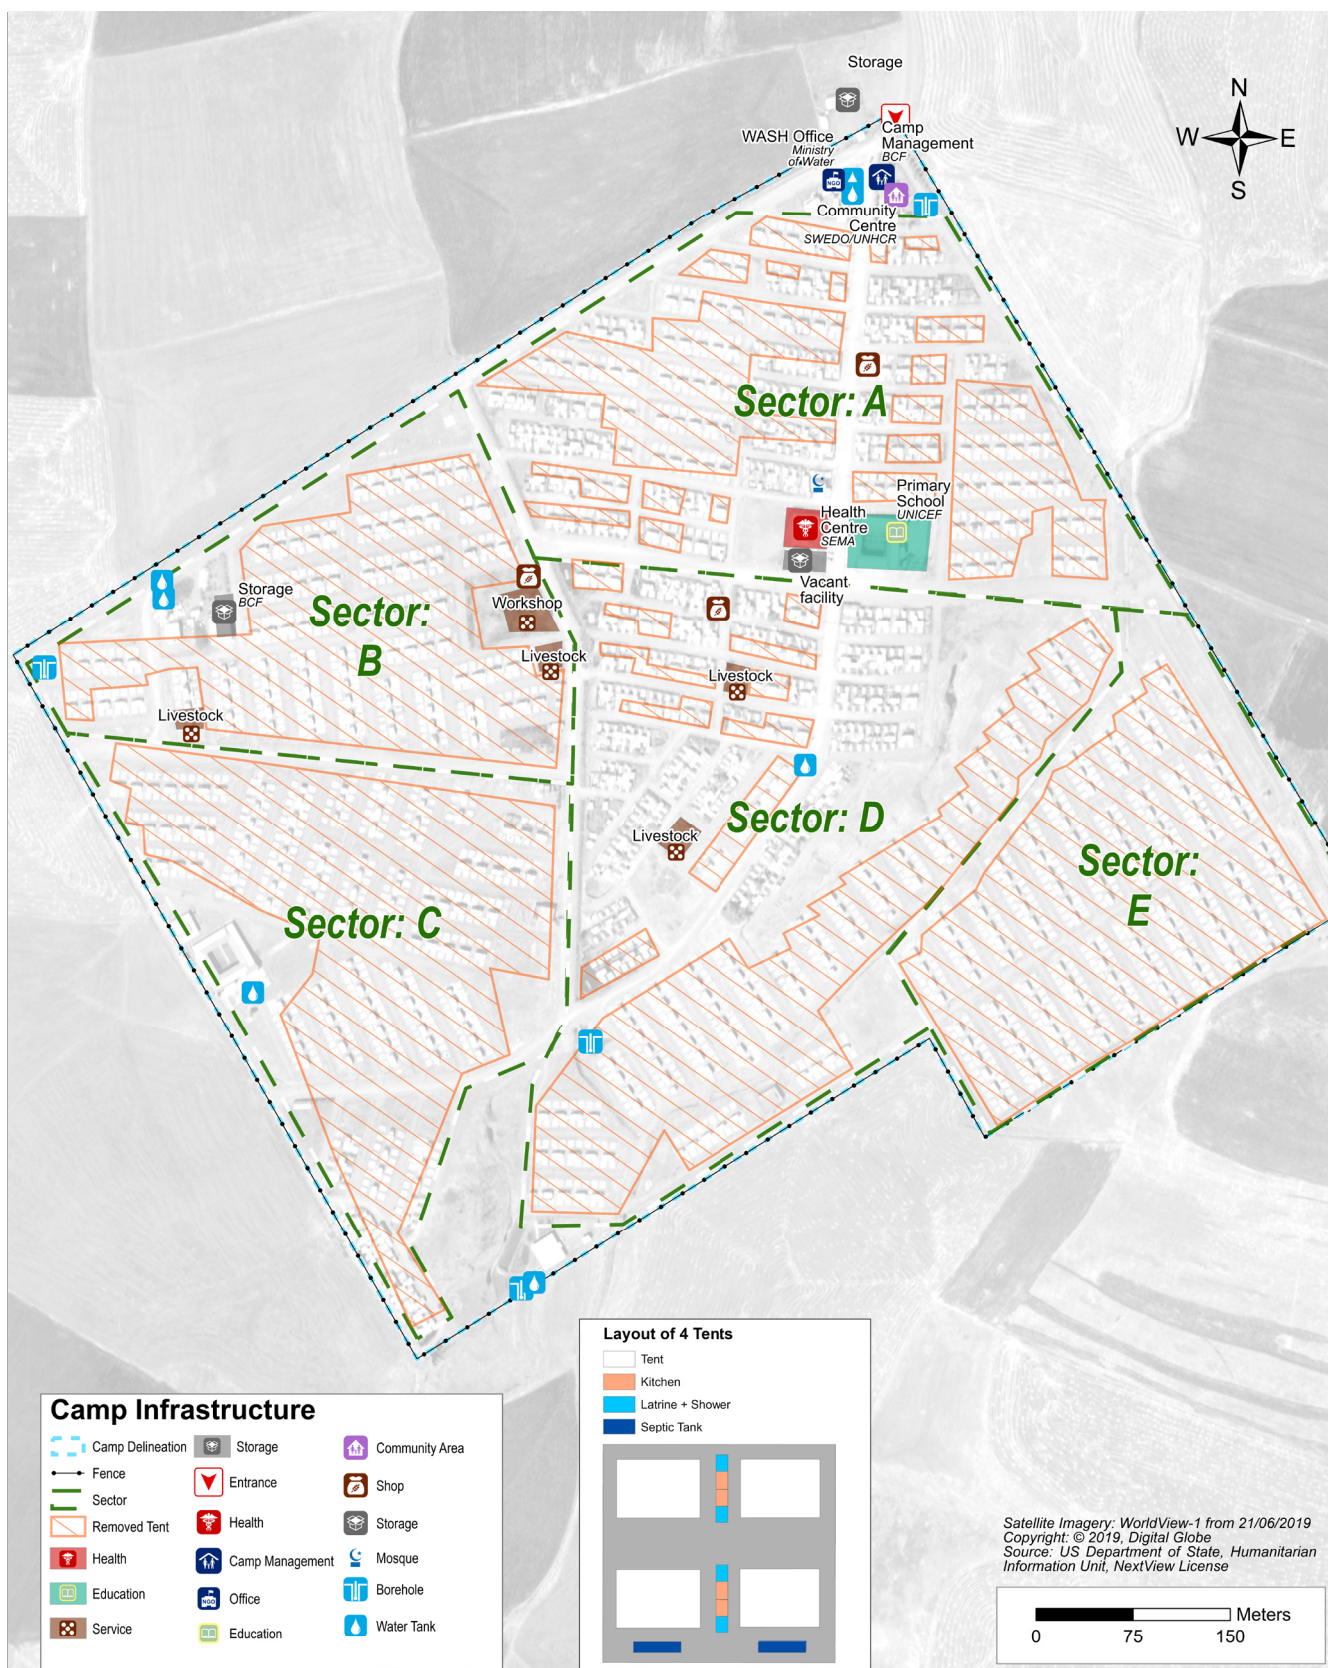 Storage
N
W E
S
WASH Office
Ministry
of Water
Camp
Management
BCF
NGO
Community
Centre
SWEDO/UNHCR
Sector: A
Primary
School
UNICEF
Health
Centre
SEMA
Vacant
facility
Storage
BCF
Sector:
B
Workshop
Livestock
Livestock
Livestock
Sector: D
Livestock
Sector:
E
Sector: C
Layout of 4 Tents
Tent
Kitchen
Latrine + Shower
Septic Tank
Camp Infrastructure
Camp Delineation
Fence
Sector
Removed Tent
Health
Education
Service
Storage
Entrance
Health
Camp Management
NGO
Office
Education
Community Area
Shop
Storage
Mosque
Borehole
Water Tank
Satellite Imagery: WorldView-1 from 21/06/2019
Copyright: © 2019, Digital Globe
Source: US Department of State, Humanitarian
Information Unit, NextView License
Meters
0 75 150